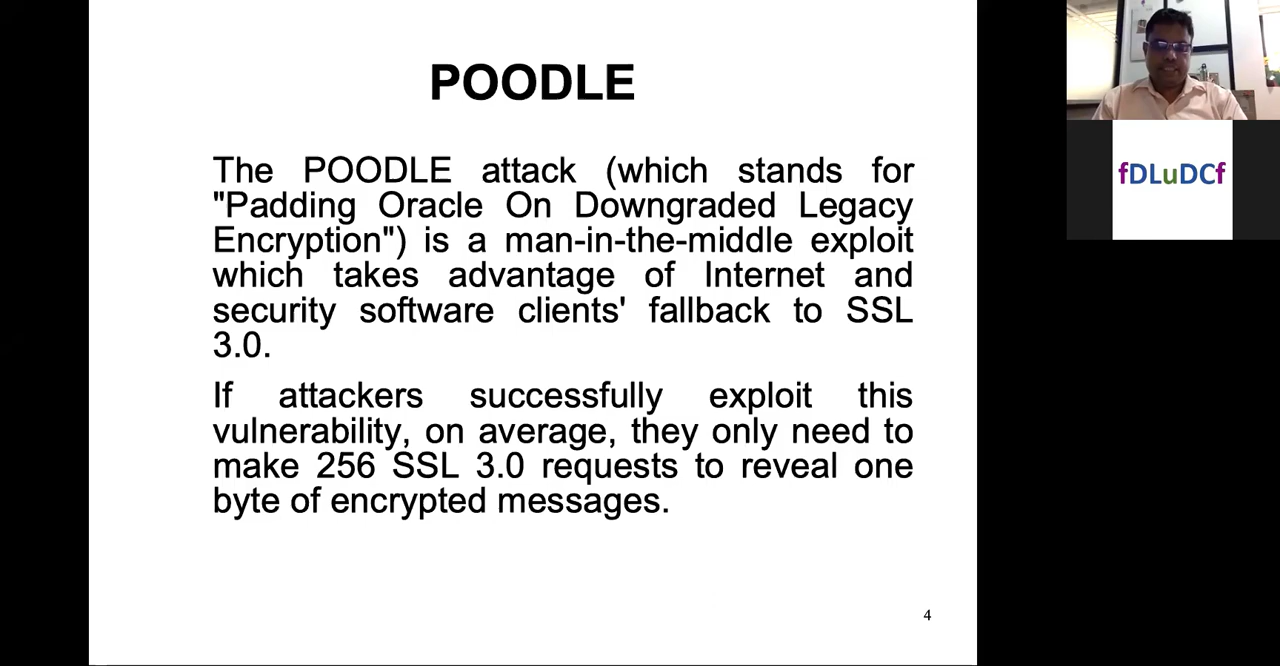 POODLE
The POODLE attack (which stands for
"Padding Oracle On Downgraded Legacy
Encryption") is a man-in-the-middle exploit
which takes advantage of Internet and
security software clients' fallback to SSL
3.0.
If attackers successfully exploit this
vulnerability, on average, they only need to
make 256 SSL 3.0 requests to reveal one
byte of encrypted messages.
4
fDLuDCf